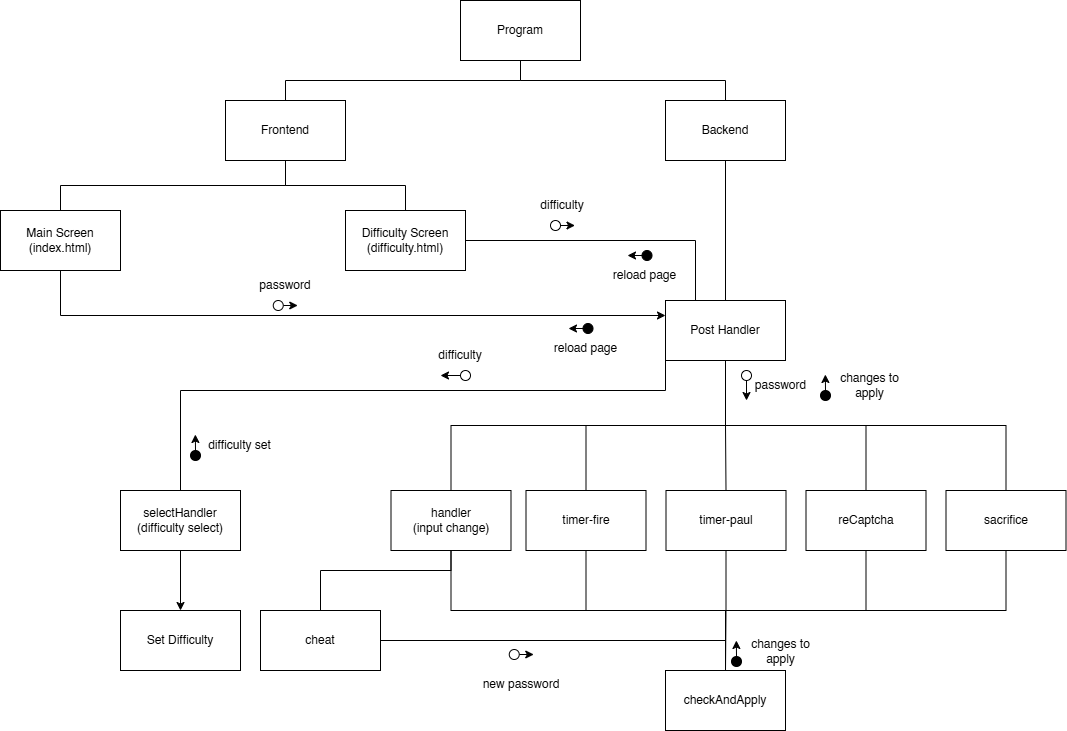 Program
Frontend
Backend
Main Screen
(index.html)
Difficulty Screen
(difficulty.html)
difficulty
reload page
password
reload page
Post Handler
difficulty
password
changes to
apply
difficulty set
selectHandler
(difficulty select)
handler
(input change)
timer-fire
timer-paul
reCaptcha
sacrifice
Set Difficulty
cheat
new password
changes to
apply
checkAndApply